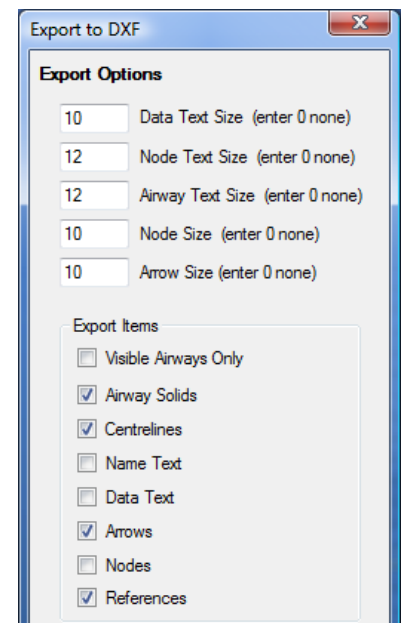 Export to DXF
Export Options
10 Data Text Size (enter 0 none)
12 Node Text Size (enter 0 none)
12 Airway Text Size (enter 0 none)
10 Node Size (enter 0 none)
10 Arrow Size (enter 0 none)
Export Items
Visible Airways Only
Airway Solids
Centrelines
Name Text
Data Text
Arrows
Nodes
References